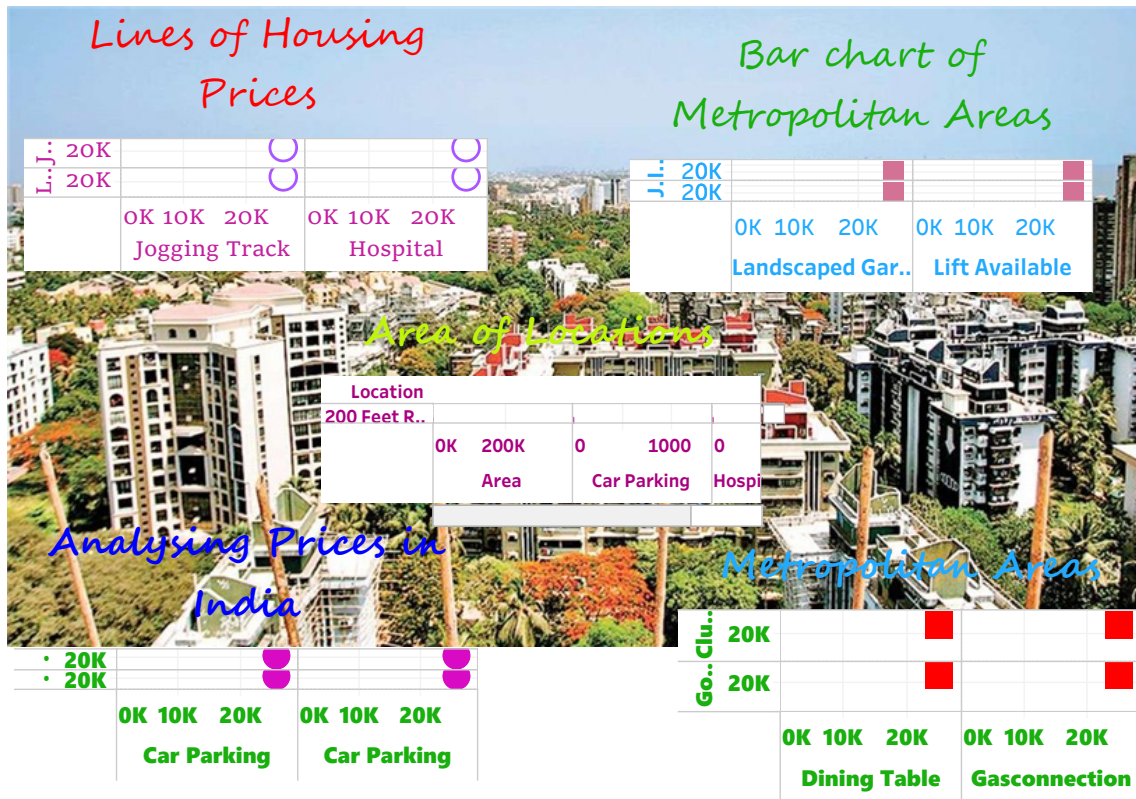 Lines of Housing
Prices
J.. 20K
L.. 20K
0K 10K 20K 0K 10K 20K
Jogging Track Hospital
Bar chart of
Metropolitan Areas
20K
J.. 20K
0K 10K 20K 0K 10K 20K
Landscaped Gar.. Lift Available
Area of Locations
Location
200 Feet R..
0K 200K 0 1000 0
Area Car Parking Hospi
Analysing Prices in
India
20K
20K
0K 10K 20K 0K 10K 20K
Car Parking Car Parking
Metropolitan Areas
Clu.. 20K
Go.. 20K
0K 10K 20K 0K 10K 20K
Dining Table Gasconnection